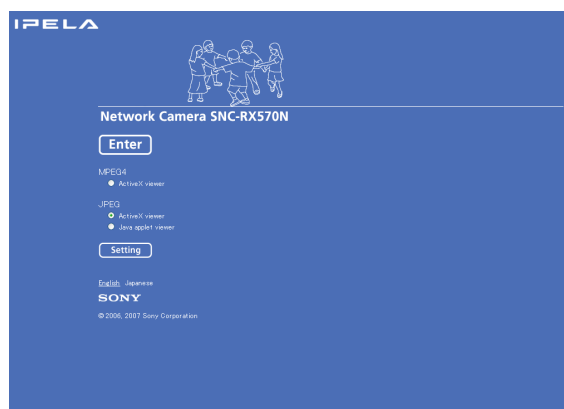 IPELA
Network Camera SNC-RX570N
Enter
MPEG4
ActiveX viewer
JPEG
ActiveX viewer
Java applet viewer
Setting
English Japanese
SONY
© 2006, 2007 Sony Corporation